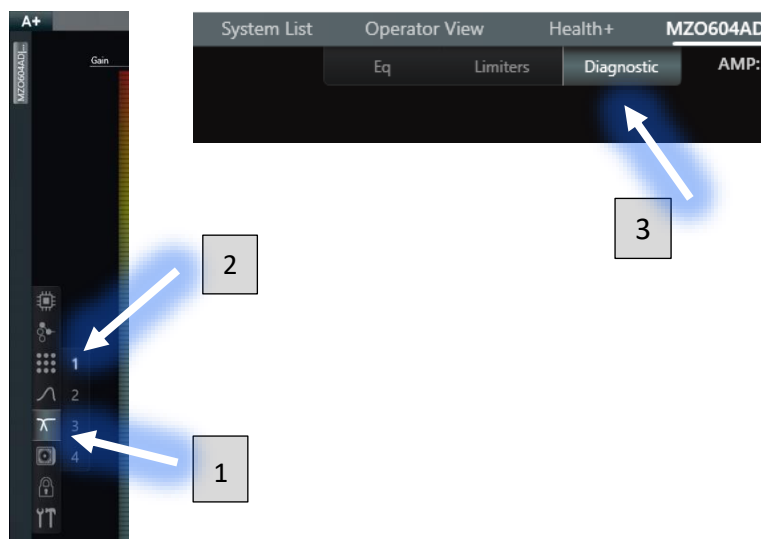 A+
MZO604AD|...
Gain
1
2
3
4
System List Operator View Health+ MZO604AD
Eq Limiters Diagnostic AMP:
3
2
1